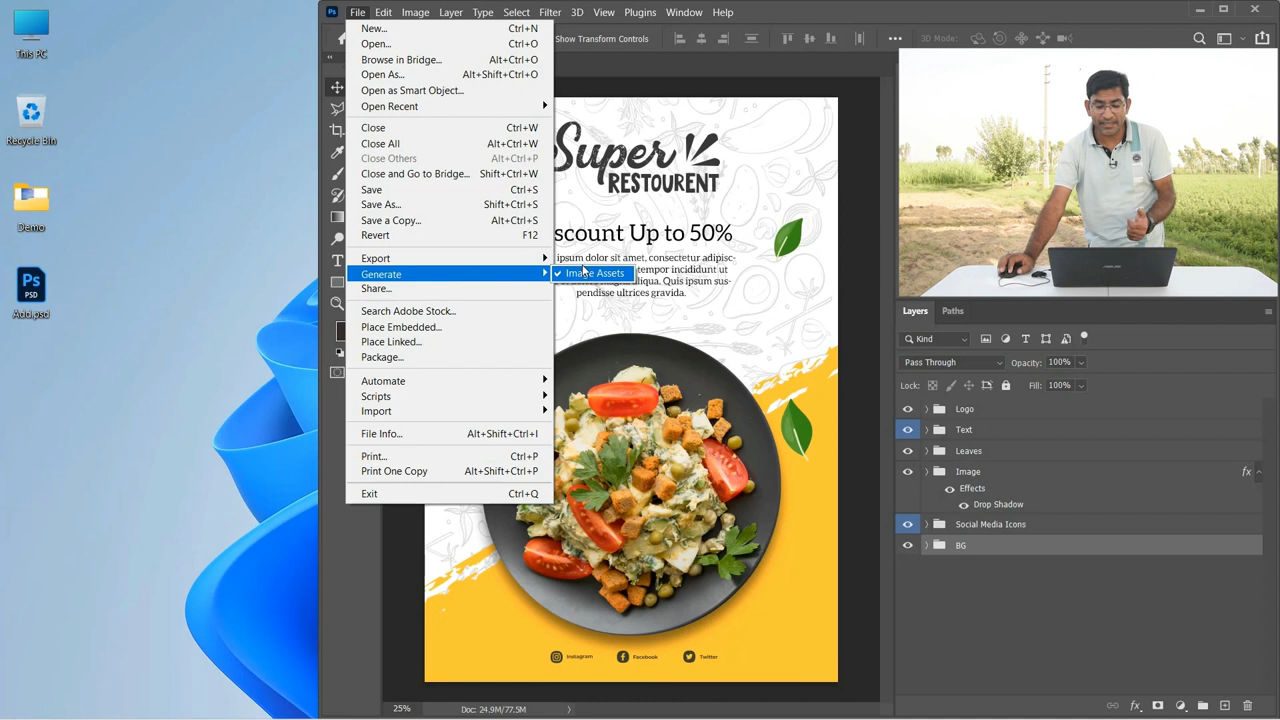 This PC
Recycle Bin
Demo
Ps
PSD
Add.psd
Ps File Edit Image Layer Type Select Filter 3D View Plugins Window Help
Show Transform Controls
3D Mode:
New... Ctrl+N
Open... Ctrl+O
Browse in Bridge... Alt+Ctrl+O
Open As... Alt+Shift+Ctrl+O
Open as Smart Object...
Open Recent
Close Ctrl+W
Close All Alt+Ctrl+W
Close Others Alt+Ctrl+P
Close and Go to Bridge... Shift+Ctrl+W
Save Ctrl+S
Save As... Shift+Ctrl+S
Save a Copy... Alt+Ctrl+S
Revert F12
Export
Generate
Image Assets
Share...
Search Adobe Stock...
Place Embedded...
Place Linked...
Package...
Automate
Scripts
Import
File Info... Alt+Shift+Ctrl+I
Print... Ctrl+P
Print One Copy Alt+Shift+Ctrl+P
Exit Ctrl+Q
Super
RESTOURENT
scount Up to 50%
ipsum dolor sit amet, consectetur adipisc-
tempor incididunt ut
aliqua. Quis ipsum sus-
pendisse ultrices gravida.
Instagram Facebook Twitter
25% Doc: 24.9M/77.5M
Layers Paths
Kind
Pass Through Opacity: 100%
Lock: Fill: 100%
Logo
Text
Leaves
Image fx
Effects
Drop Shadow
Social Media Icons
BG
fx